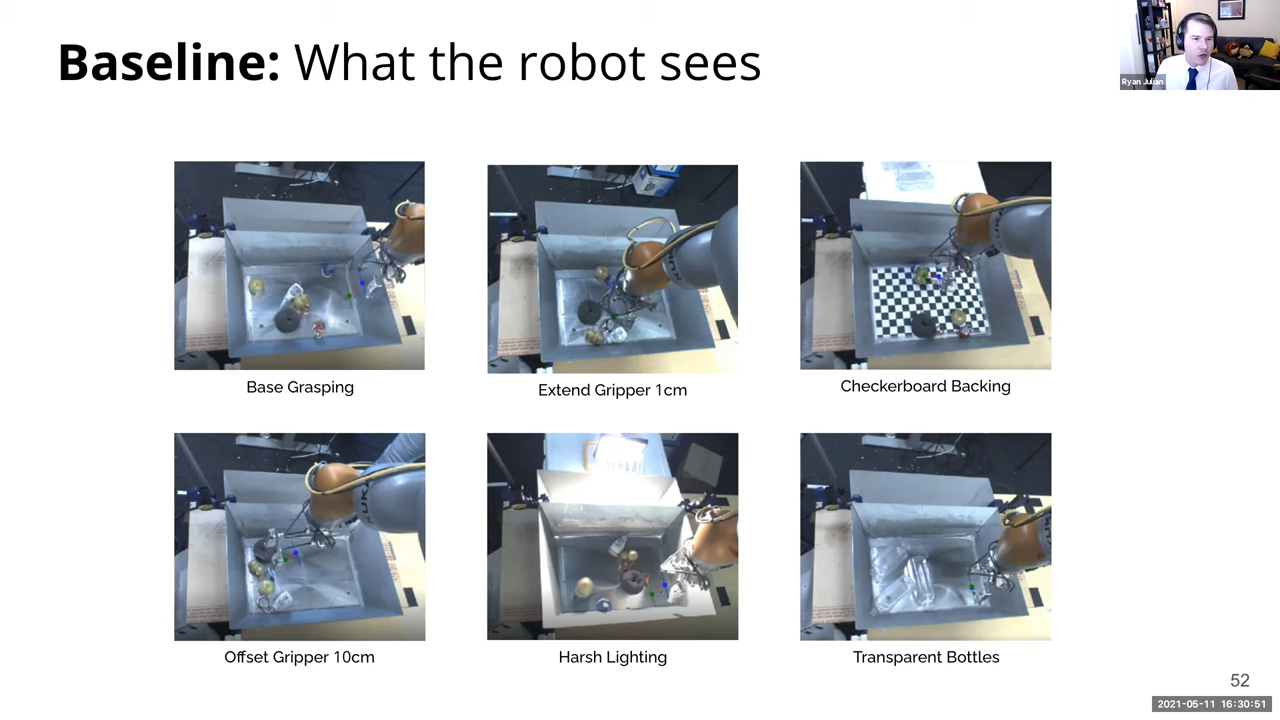 Baseline: What the robot sees
Ryan Julian
Base Grasping
Extend Gripper 1cm
Checkerboard Backing
Offset Gripper 10cm
Harsh Lighting
Transparent Bottles
52
2021-05-11 16:30:51